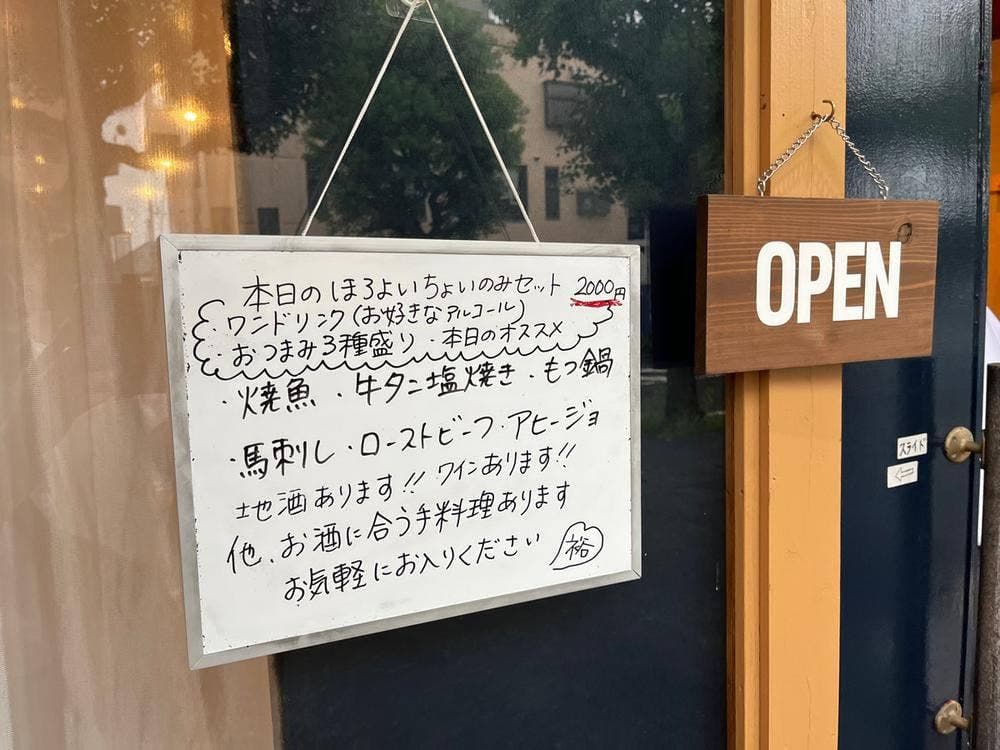 本日のほろよいちょいのみセット 2000円
・ワンドリンク(お好きなアルコール)
・おつまみ3種盛り ・本日のオススメ
・焼魚 ・牛タン塩焼き ・もつ鍋
・馬刺し ・ローストビーフ ・アヒージョ
地酒あります!! ワインあります!!
他、お酒に合う手料理あります
お気軽にお入りください 裕
OPEN
スライド
⇦